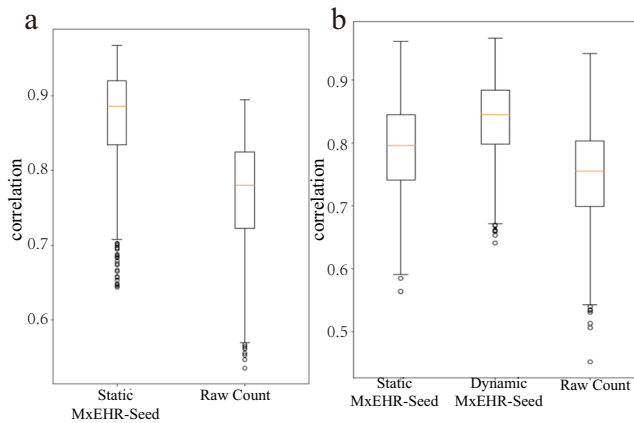 a
0.9
0.8
0.7
0.6
correlation
Static
MxEHR-Seed
Raw Count
b
0.9
0.8
0.7
0.6
0.5
correlation
Static
MxEHR-Seed
Dynamic
MxEHR-Seed
Raw Count